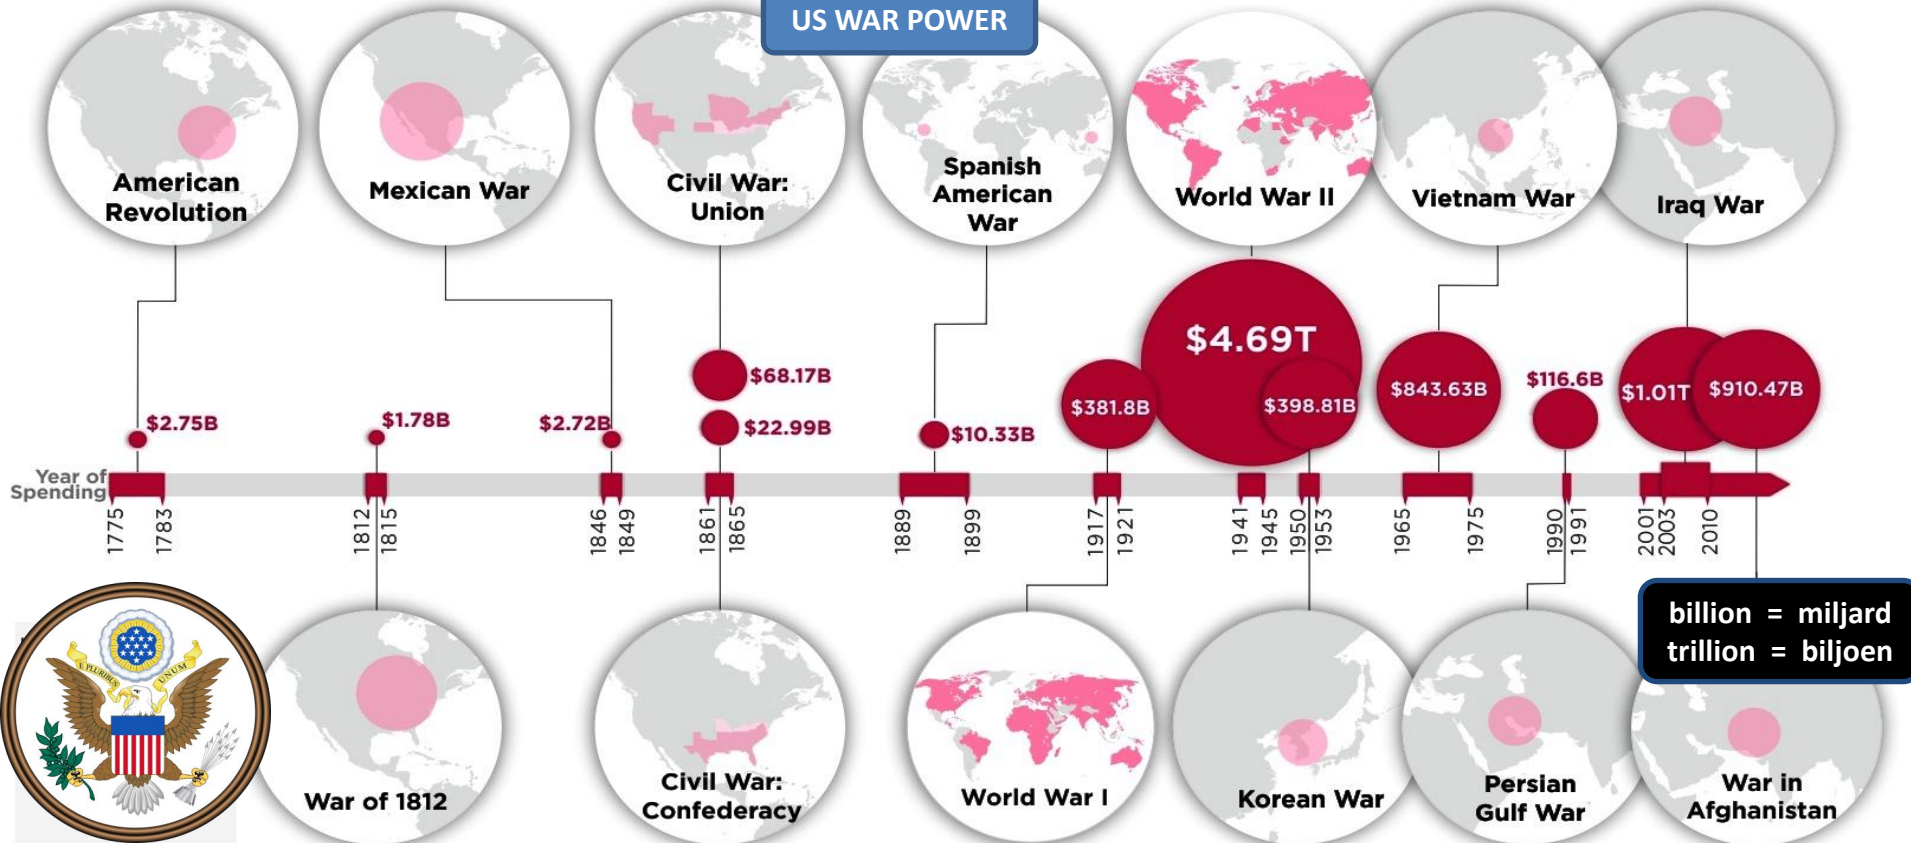 US WAR POWER
American
Revolution
Mexican War
Civil War:
Union
Spanish
American
War
World War II
Vietnam War
Iraq War
$2.75B
$1.78B
$2.72B
$68.17B
$22.99B
$10.33B
$381.8B
$4.69T
$398.81B
$843.63B
$116.6B
$1.01T
$910.47B
Year of
Spending
1775
1783
1812
1815
1846
1849
1861
1865
1889
1899
1917
1921
1941
1945
1950
1953
1965
1975
1990
1991
2001
2003
2010
billion = miljard
trillion = biljoen
E PLURIBUS UNUM
War of 1812
Civil War:
Confederacy
World War I
Korean War
Persian
Gulf War
War in
Afghanistan